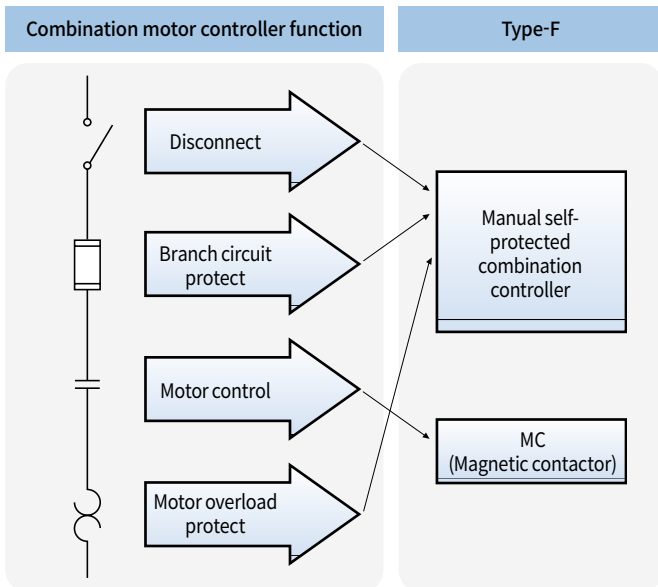 Combination motor controller function
Type-F
Disconnect
Branch circuit
protect
Motor control
Motor overload
protect
Manual self-
protected
combination
controller
MC
(Magnetic contactor)